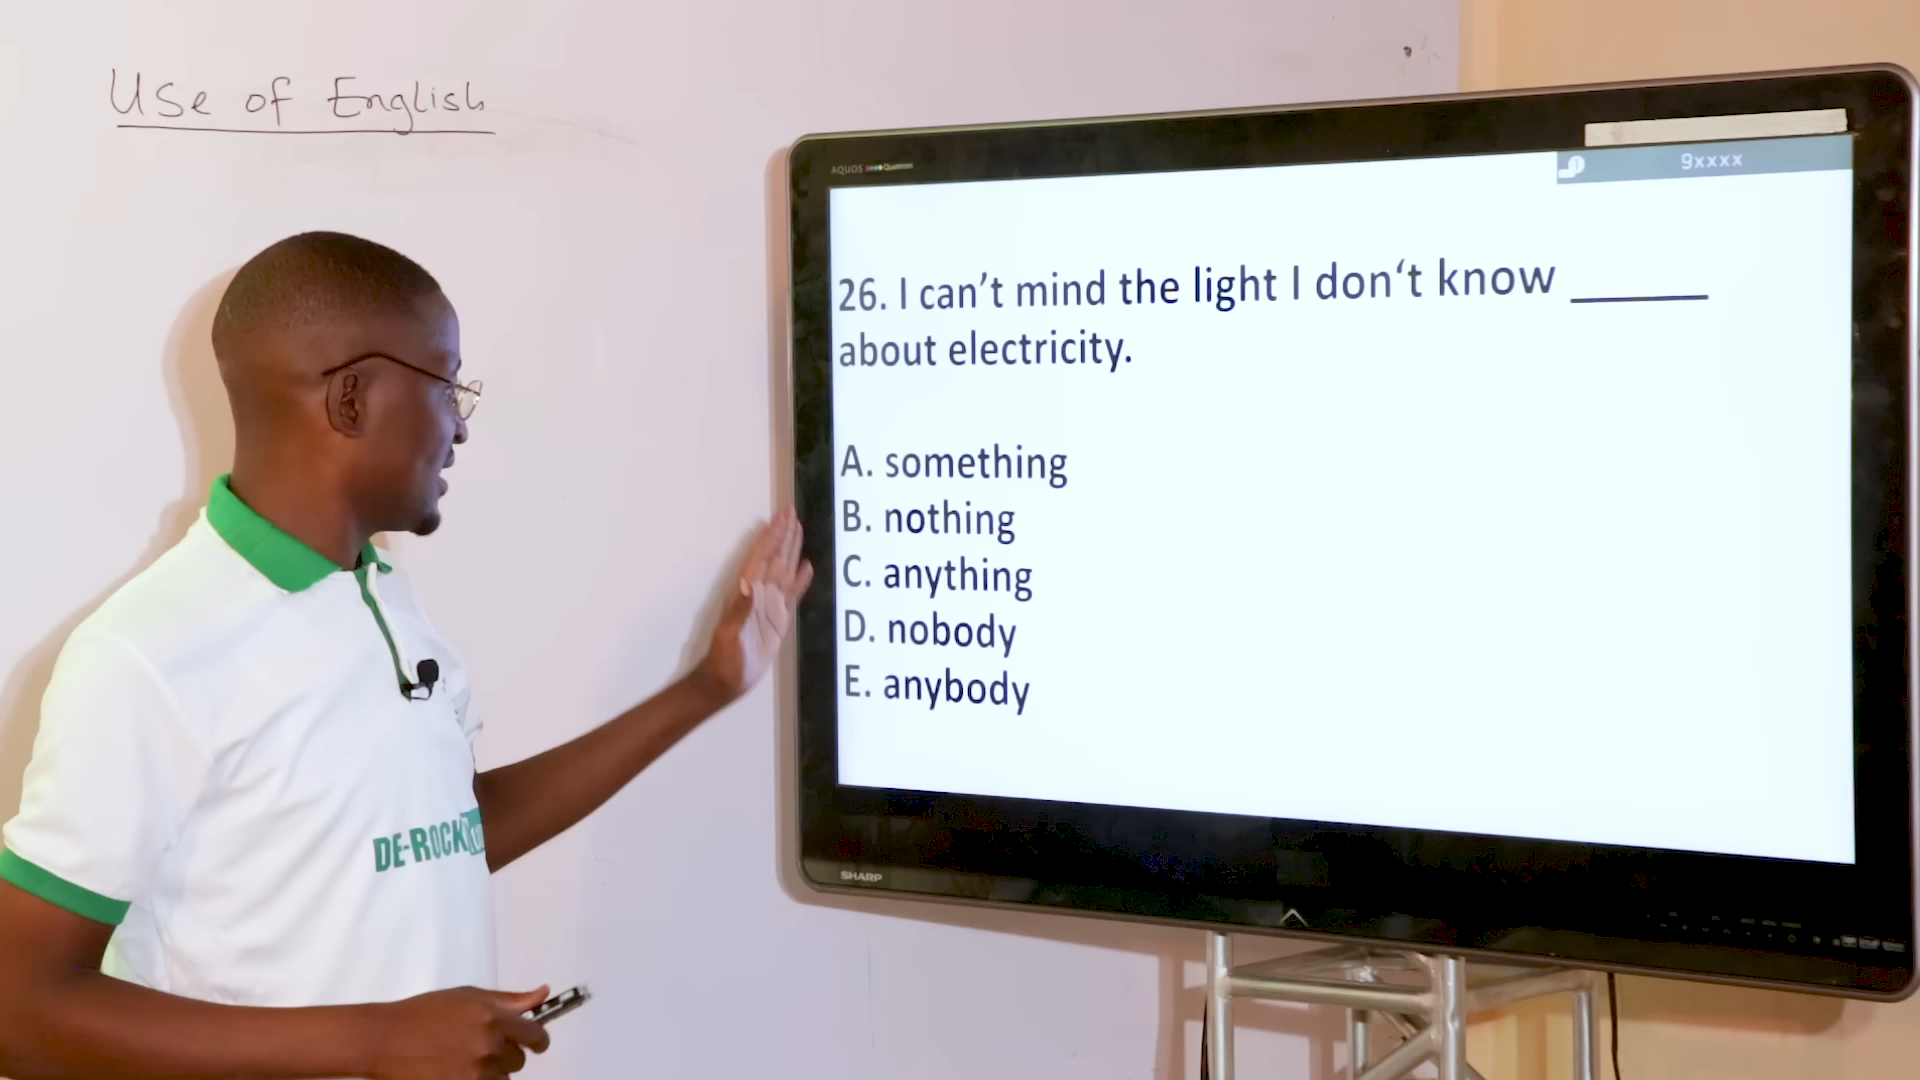 Use of English
AQUOS Quattron
9xxxx
26. I can’t mind the light I don‘t know ______
about electricity.
A. something
B. nothing
C. anything
D. nobody
E. anybody
DE-ROCK
SHARP